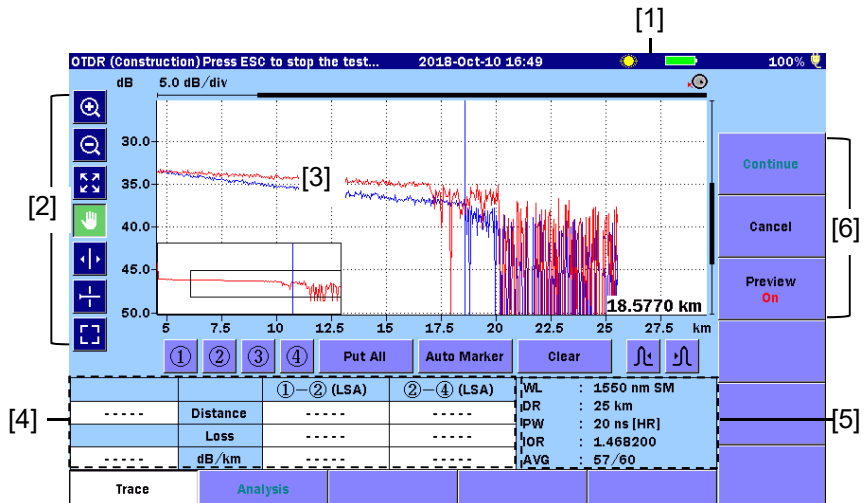 [1]
OTDR (Construction) Press ESC to stop the test... 2018-Oct-10 16:49 100%
dB 5.0 dB/div
[2]
[3]
30.0
35.0
40.0
45.0
50.0
18.5770 km
5 7.5 10 12.5 15 17.5 20 22.5 25 27.5 km
Continue
Cancel
Preview
On
[6]
① ② ③ ④ Put All Auto Marker Clear
[4]
①-② (LSA) ②-④ (LSA)
----- Distance ----- -----
Loss ----- -----
----- dB/km ----- -----
WL : 1550 nm SM
DR : 25 km
PW : 20 ns [HR]
IOR : 1.468200
AVG : 57/60
[5]
Trace Analysis